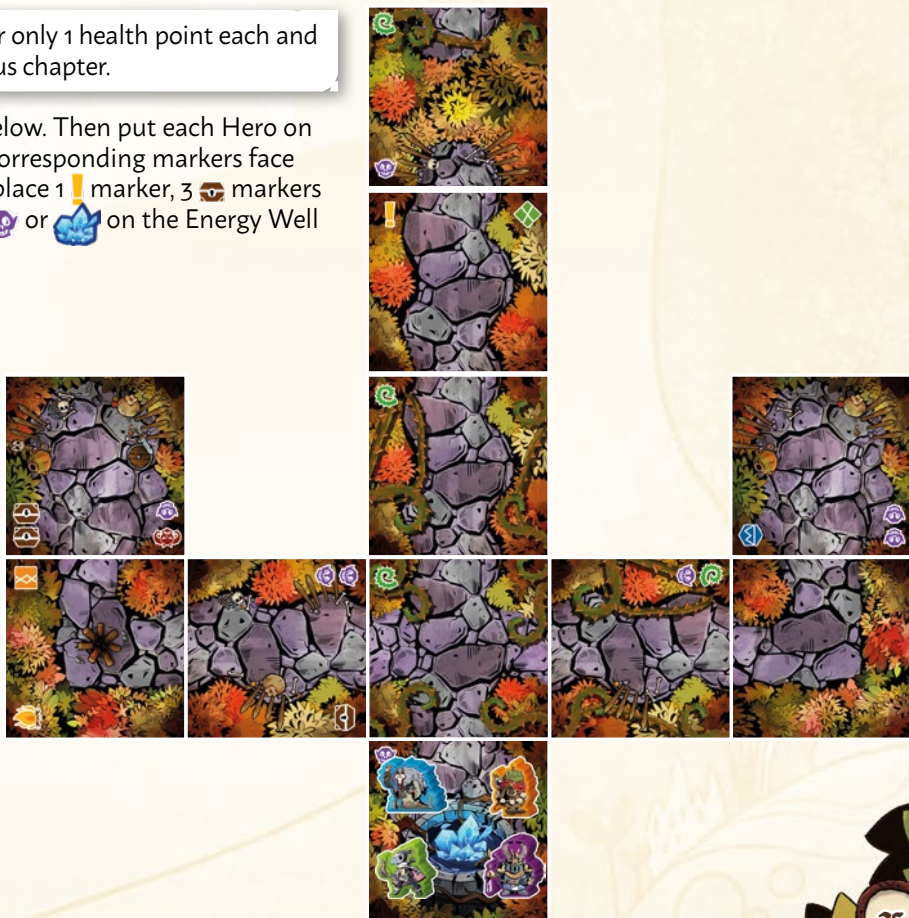 only 1 health point each and
us chapter.
elow. Then put each Hero on
orresponding markers face
place 1 marker, 3 markers
or on the Energy Well